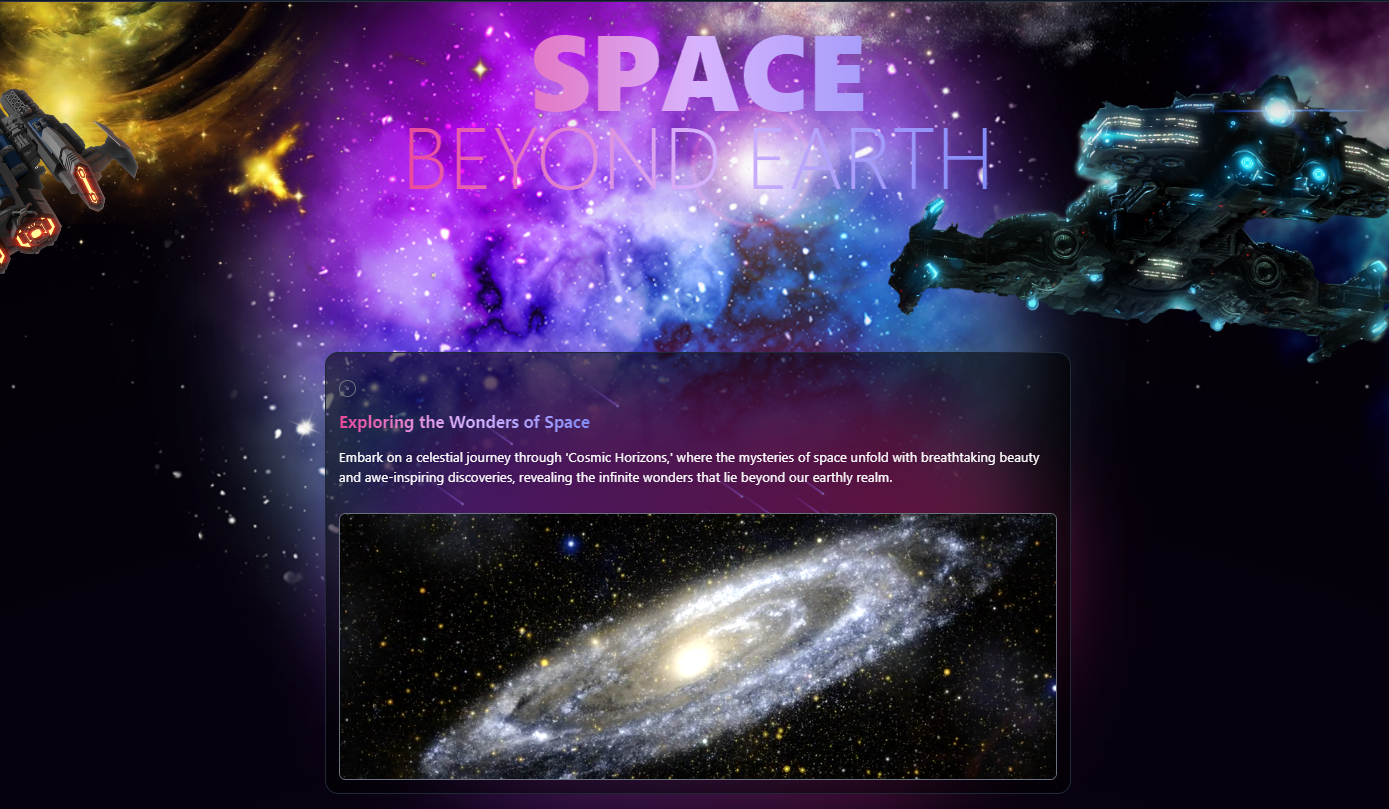 SPACE
BEYOND EARTH
Exploring the Wonders of Space
Embark on a celestial journey through 'Cosmic Horizons,' where the mysteries of space unfold with breathtaking beauty
and awe-inspiring discoveries, revealing the infinite wonders that lie beyond our earthly realm.